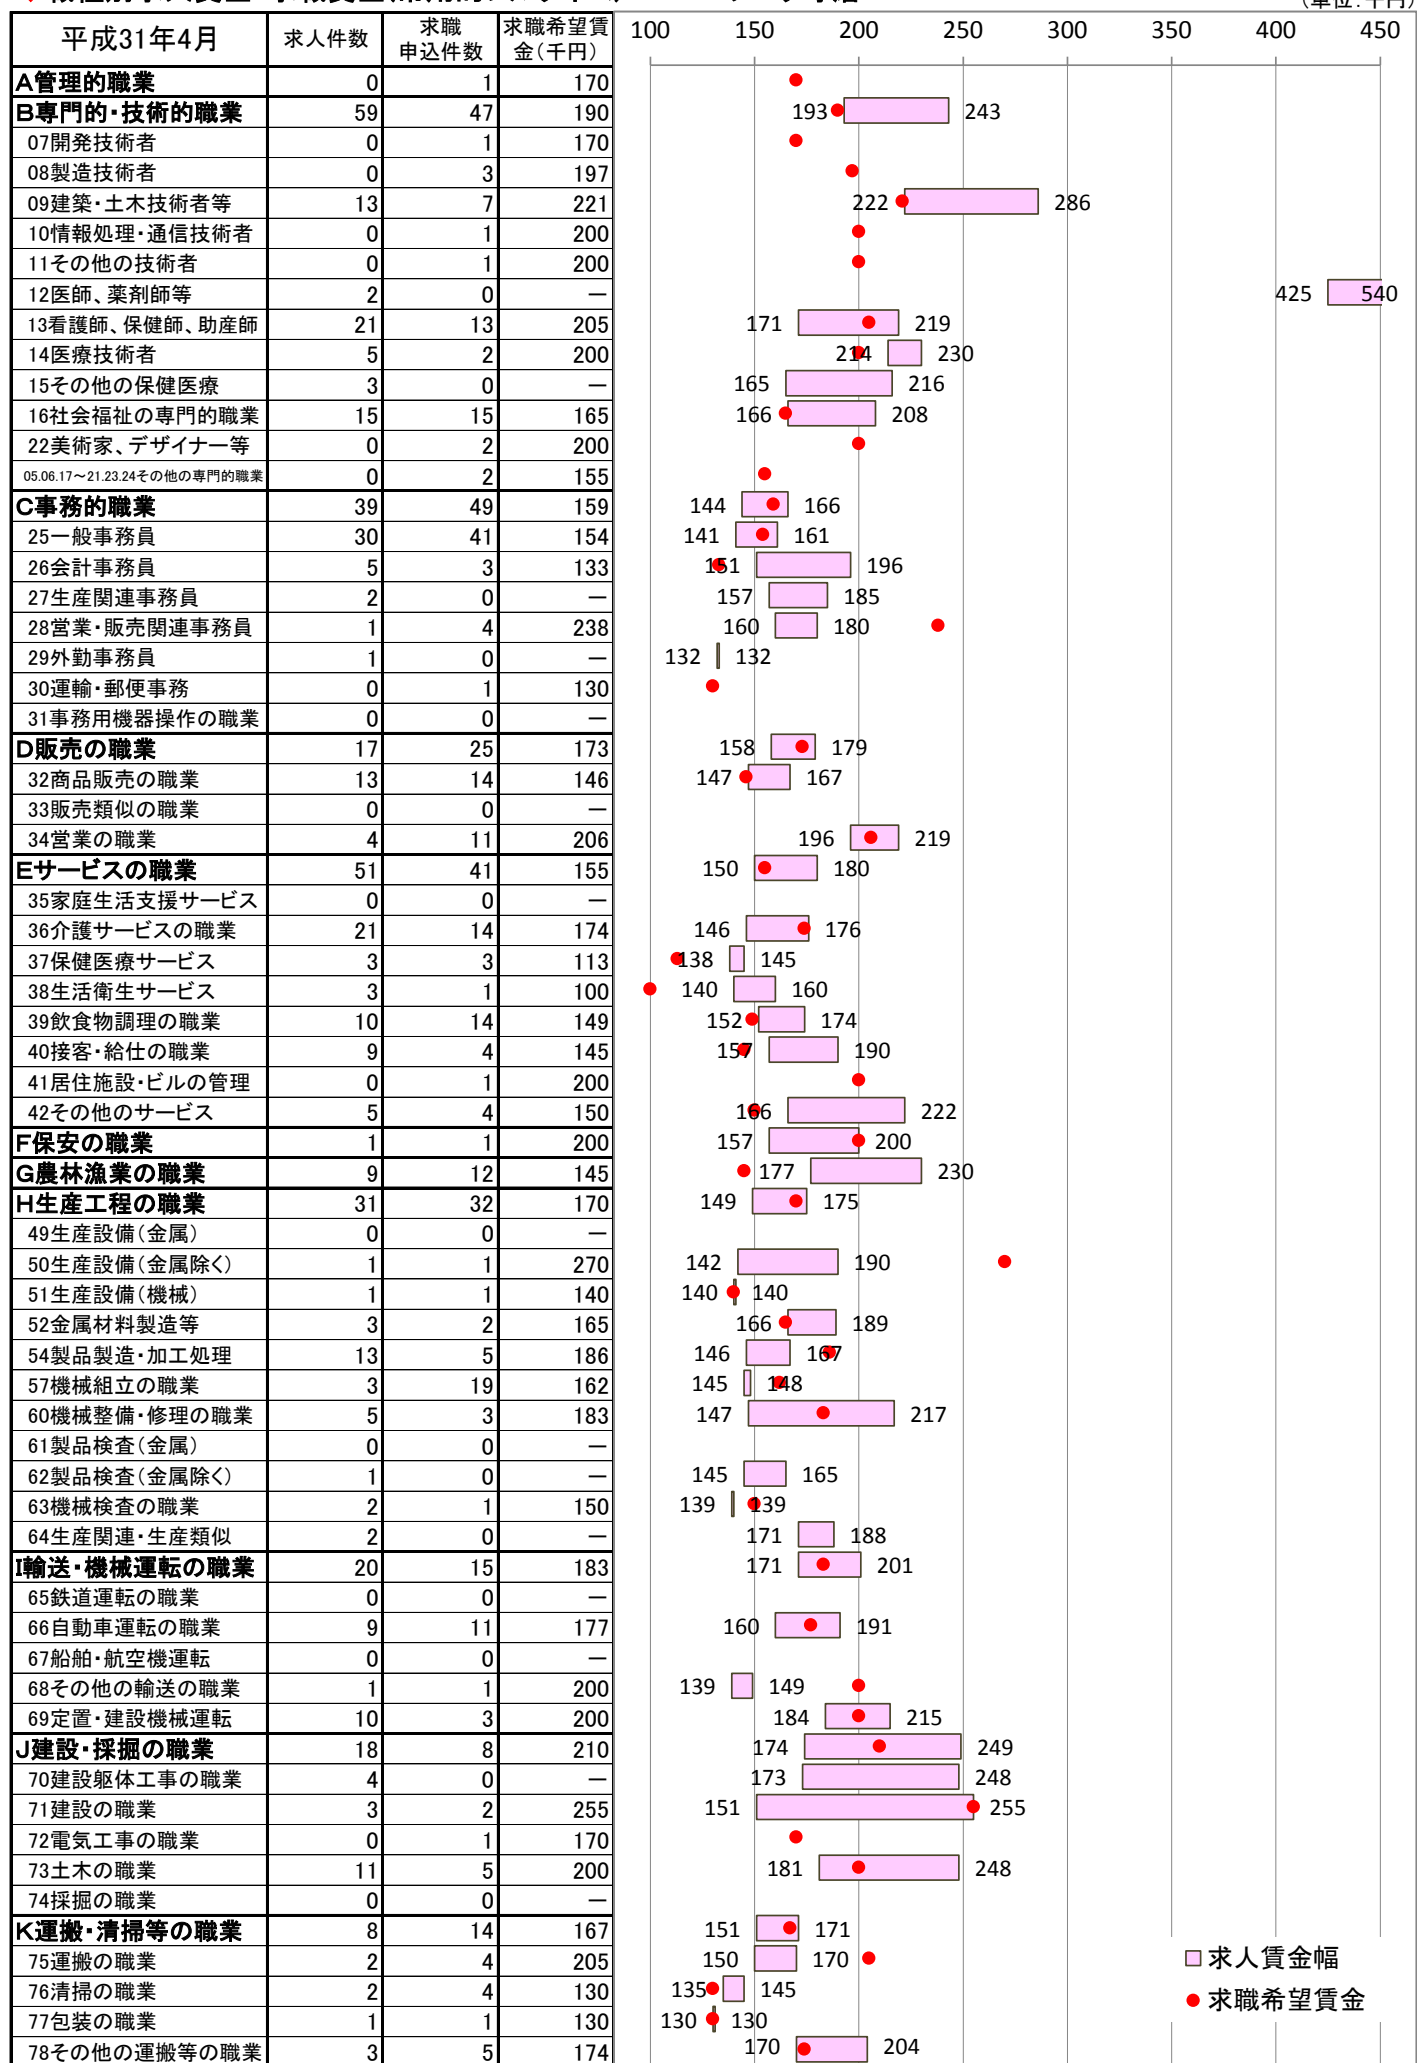 (単位:千円)
平成31年4月 求人件数 求職申込件数 求職希望賃金(千円) 100 150 200 250 300 350 400 450
A管理的職業 0 1 170
B専門的・技術的職業 59 47 190 193 243
07開発技術者 0 1 170
08製造技術者 0 3 197
09建築・土木技術者等 13 7 221 222 286
10情報処理・通信技術者 0 1 200
11その他の技術者 0 1 200
12医師、薬剤師等 2 0 — 425 540
13看護師、保健師、助産師 21 13 205 171 219
14医療技術者 5 2 200 214 230
15その他の保健医療 3 0 — 165 216
16社会福祉の専門的職業 15 15 165 166 208
22美術家、デザイナー等 0 2 200
05.06.17～21.23.24その他の専門的職業 0 2 155
C事務的職業 39 49 159 144 166
25一般事務員 30 41 154 141 161
26会計事務員 5 3 133 151 196
27生産関連事務員 2 0 — 157 185
28営業・販売関連事務員 1 4 238 160 180
29外勤事務員 1 0 — 132 132
30運輸・郵便事務 0 1 130
31事務用機器操作の職業 0 0 —
D販売の職業 17 25 173 158 179
32商品販売の職業 13 14 146 147 167
33販売類似の職業 0 0 —
34営業の職業 4 11 206 196 219
Eサービスの職業 51 41 155 150 180
35家庭生活支援サービス 0 0 —
36介護サービスの職業 21 14 174 146 176
37保健医療サービス 3 3 113 138 145
38生活衛生サービス 3 1 100 140 160
39飲食物調理の職業 10 14 149 152 174
40接客・給仕の職業 9 4 145 157 190
41居住施設・ビルの管理 0 1 200
42その他のサービス 5 4 150 166 222
F保安の職業 1 1 200 157 200
G農林漁業の職業 9 12 145 177 230
H生産工程の職業 31 32 170 149 175
49生産設備(金属) 0 0 —
50生産設備(金属除く) 1 1 270 142 190
51生産設備(機械) 1 1 140 140 140
52金属材料製造等 3 2 165 166 189
54製品製造・加工処理 13 5 186 146 167
57機械組立の職業 3 19 162 145 148
60機械整備・修理の職業 5 3 183 147 217
61製品検査(金属) 0 0 —
62製品検査(金属除く) 1 0 — 145 165
63機械検査の職業 2 1 150 139 139
64生産関連・生産類似 2 0 — 171 188
I輸送・機械運転の職業 20 15 183 171 201
65鉄道運転の職業 0 0 —
66自動車運転の職業 9 11 177 160 191
67船舶・航空機運転 0 0 —
68その他の輸送の職業 1 1 200 139 149
69定置・建設機械運転 10 3 200 184 215
J建設・採掘の職業 18 8 210 174 249
70建設躯体工事の職業 4 0 — 173 248
71建設の職業 3 2 255 151 255
72電気工事の職業 0 1 170
73土木の職業 11 5 200 181 248
74採掘の職業 0 0 —
K運搬・清掃等の職業 8 14 167 151 171
75運搬の職業 2 4 205 150 170
76清掃の職業 2 4 130 135 145
77包装の職業 1 1 130 130 130
78その他の運搬等の職業 3 5 174 170 204
求人賃金幅
求職希望賃金